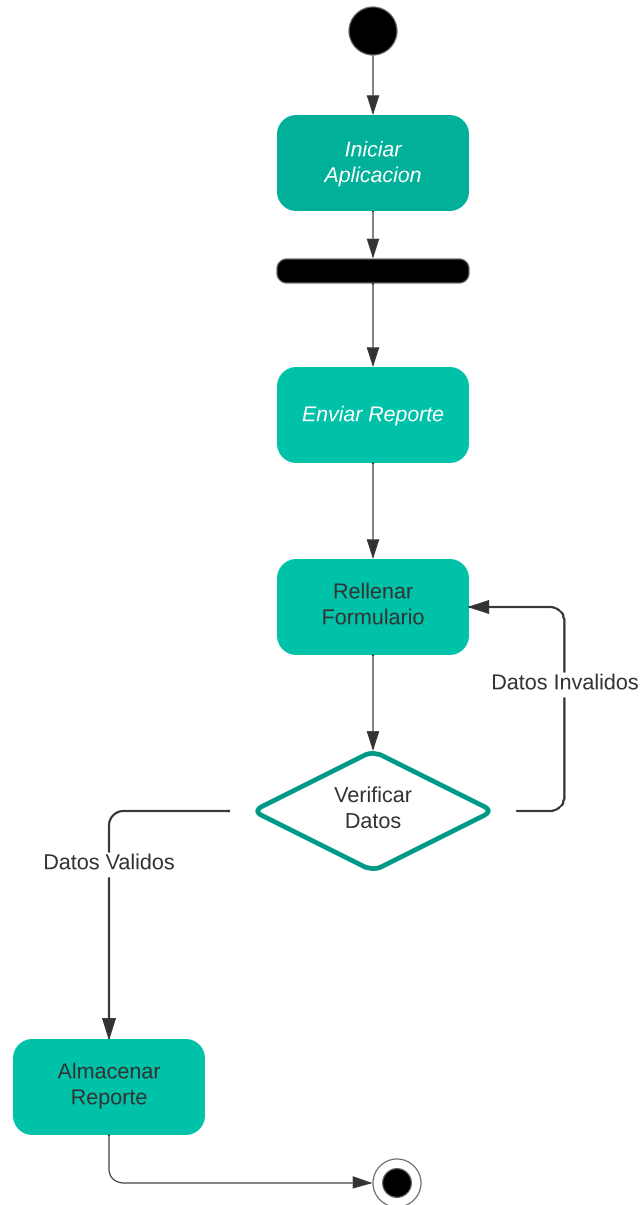 Iniciar
Aplicacion
Enviar Reporte
Rellenar
Formulario
Datos Invalidos
Verificar
Datos
Datos Validos
Almacenar
Reporte